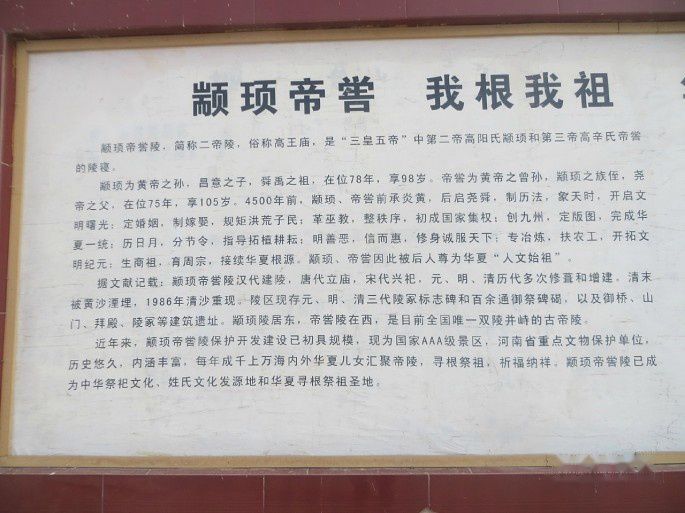 颛顼帝喾 我根我祖
颛顼帝喾陵，简称二帝陵，俗称高王庙，是“三皇五帝”中第二帝高阳氏颛顼和第三帝高辛氏帝喾
的陵寝。
颛顼为黄帝之孙，昌意之子，舜禹之祖，在位78年，享98岁。帝喾为黄帝之曾孙，颛顼之族侄，尧
帝之父，在位75年，享105岁。4500年前，颛顼、帝喾前承炎黄，后启尧舜，制历法，象天时，开启文
明曙光；定婚姻，制嫁娶，规矩洪荒子民；革巫教，整秩序，初成国家集权；创九州，定版图，完成华
夏一统；历日月，分节令，指导拓植耕耘；明善恶，信而惠，修身诚服天下；专冶炼，扶农工，开拓文
明纪元；生商祖，育周宗，接续华夏根源。颛顼、帝喾因此被后人尊为华夏“人文始祖”。
据文献记载：颛顼帝喾陵汉代建陵，唐代立庙，宋代兴祀，元、明、清历代多次修葺和增建。清末
被黄沙湮埋，1986年清沙重现。陵区现存元、明、清三代陵冢标志碑和百余通御祭碑碣，以及御桥、山
门、拜殿、陵冢等建筑遗址。颛顼陵居东，帝喾陵在西，是目前全国唯一双陵并峙的古帝陵。
近年来，颛顼帝喾陵保护开发建设已初具规模，现为国家AAA级景区，河南省重点文物保护单位，
历史悠久，内涵丰富，每年成千上万海内外华夏儿女汇聚帝陵，寻根祭祖，祈福纳祥。颛顼帝喾陵已成
为中华祭祀文化、姓氏文化发源地和华夏寻根祭祖圣地。